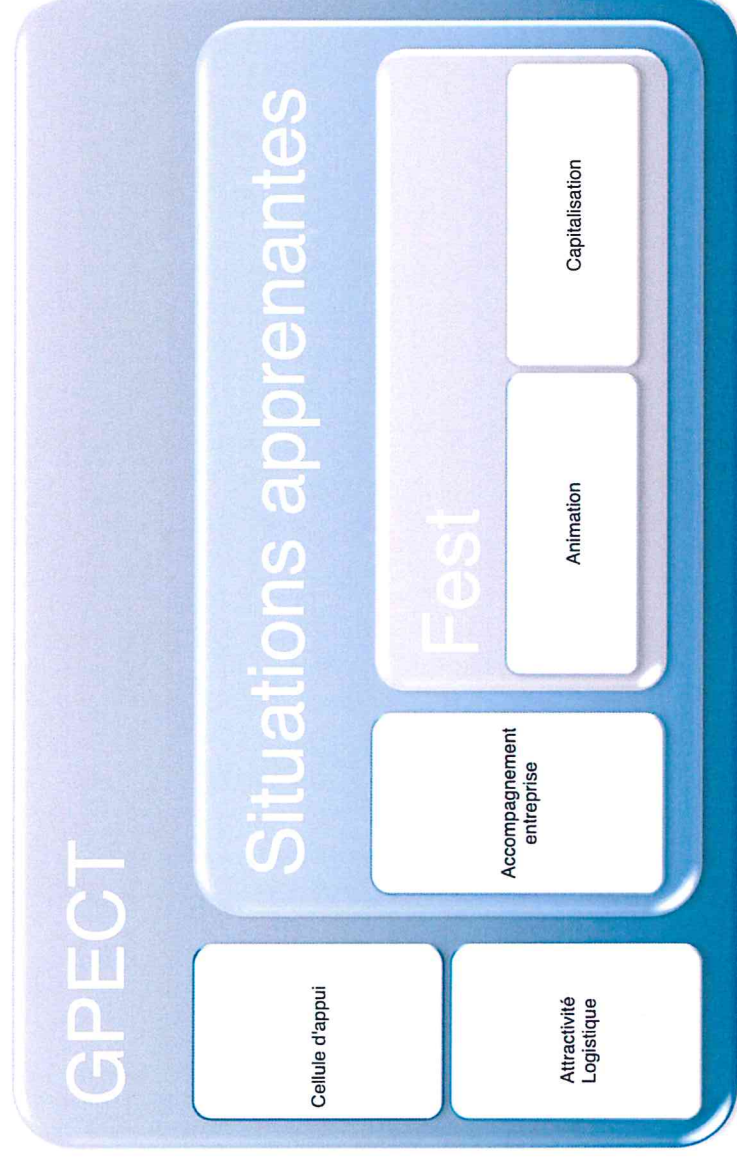 GPECT
Cellule d'appui
Attractivité
Logistique
Situations apprenantes
Accompagnement
entreprise
Fest
Animation
Capitalisation